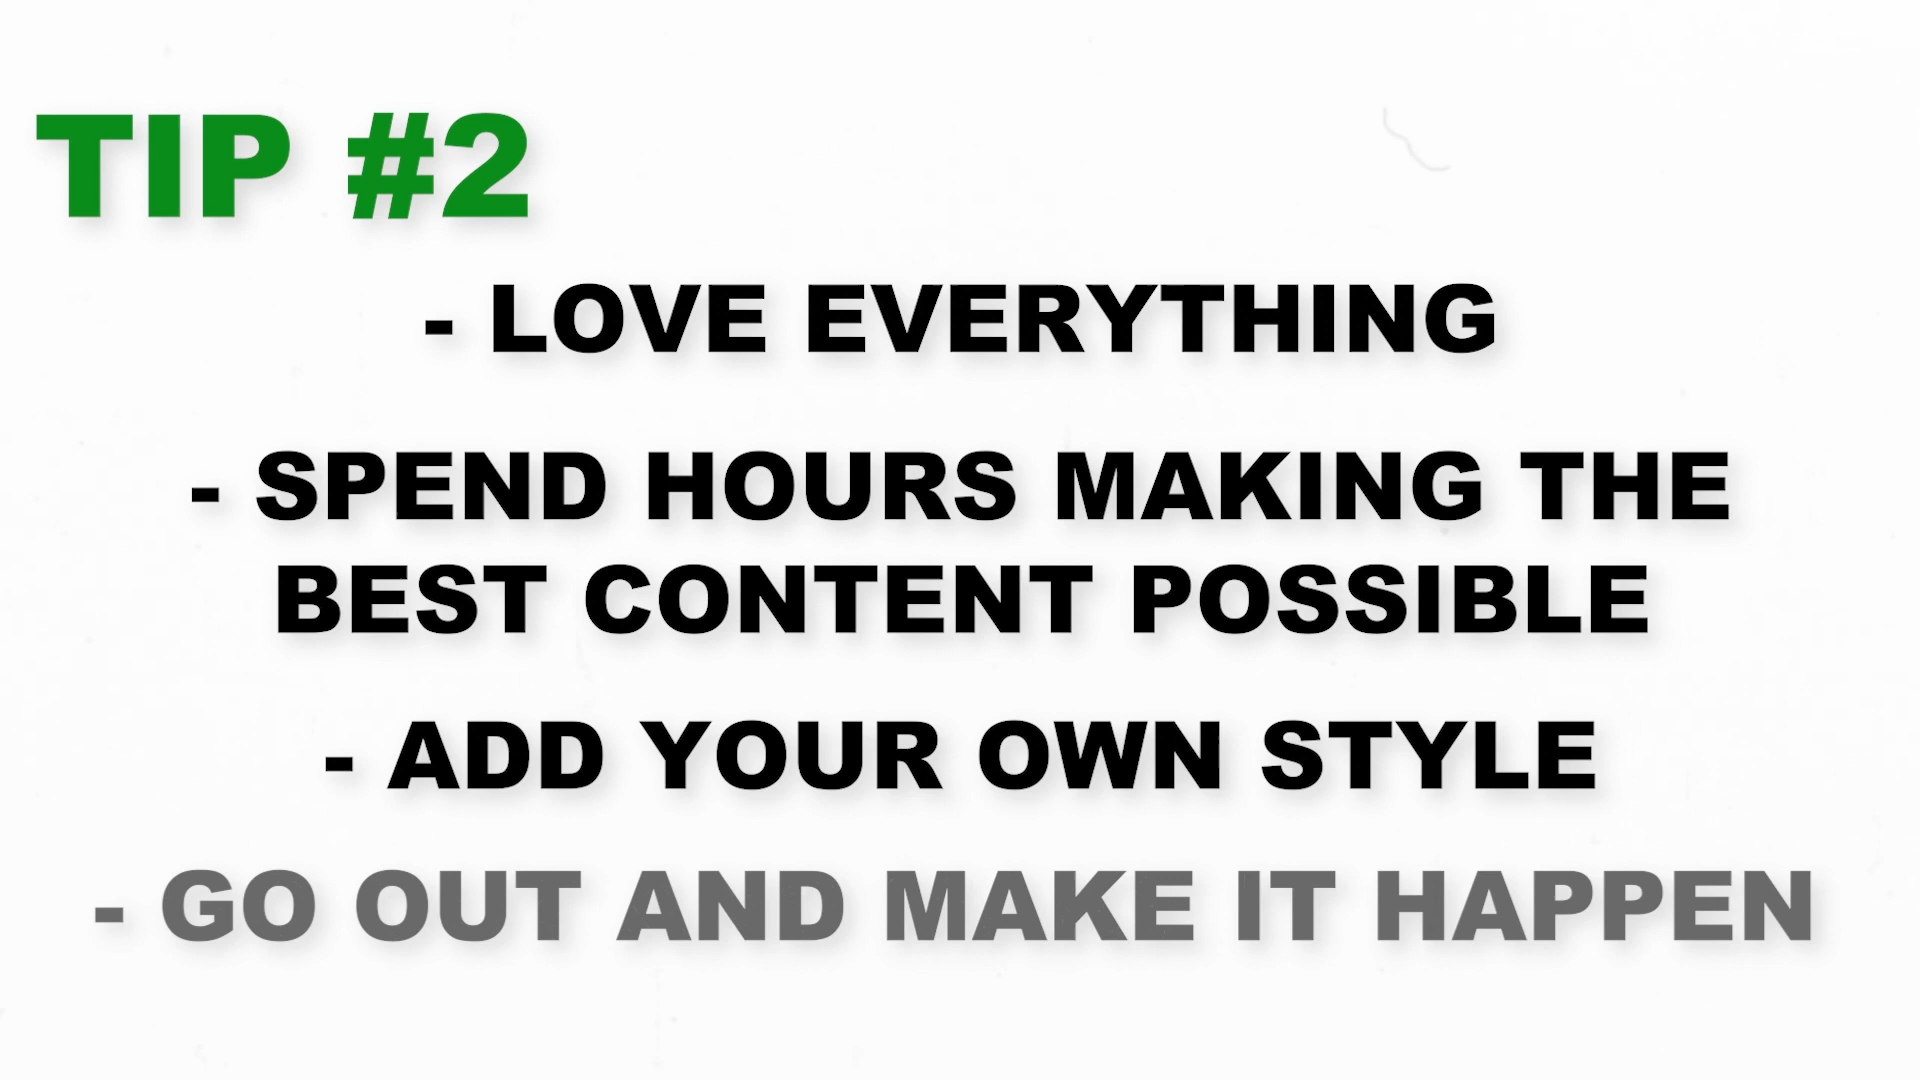 TIP #2
- LOVE EVERYTHING
- SPEND HOURS MAKING THE
BEST CONTENT POSSIBLE
- ADD YOUR OWN STYLE
- GO OUT AND MAKE IT HAPPEN